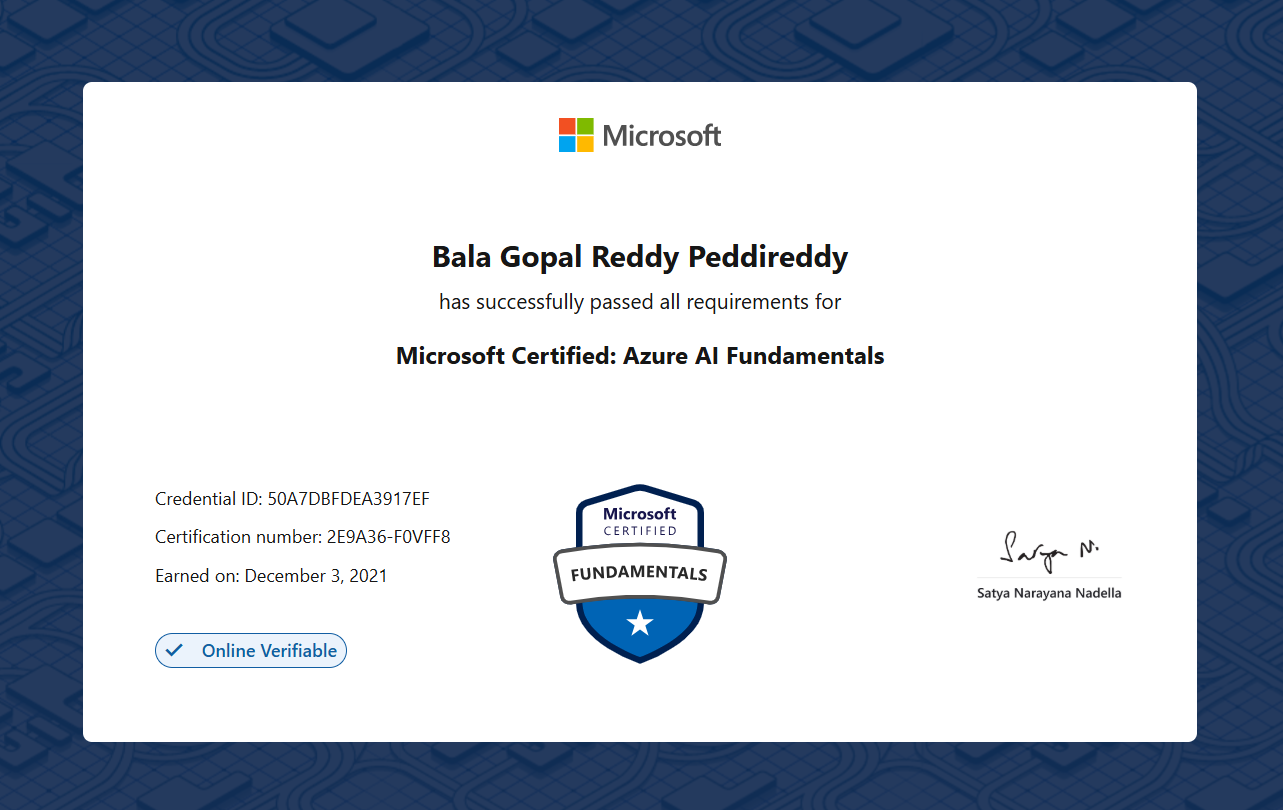 Microsoft
Bala Gopal Reddy Peddireddy
has successfully passed all requirements for
Microsoft Certified: Azure AI Fundamentals
Credential ID: 50A7DBFDEA3917EF
Certification number: 2E9A36-F0VFF8
Earned on: December 3, 2021
Online Verifiable
Microsoft
CERTIFIED
FUNDAMENTALS
Satya N.
Satya Narayana Nadella